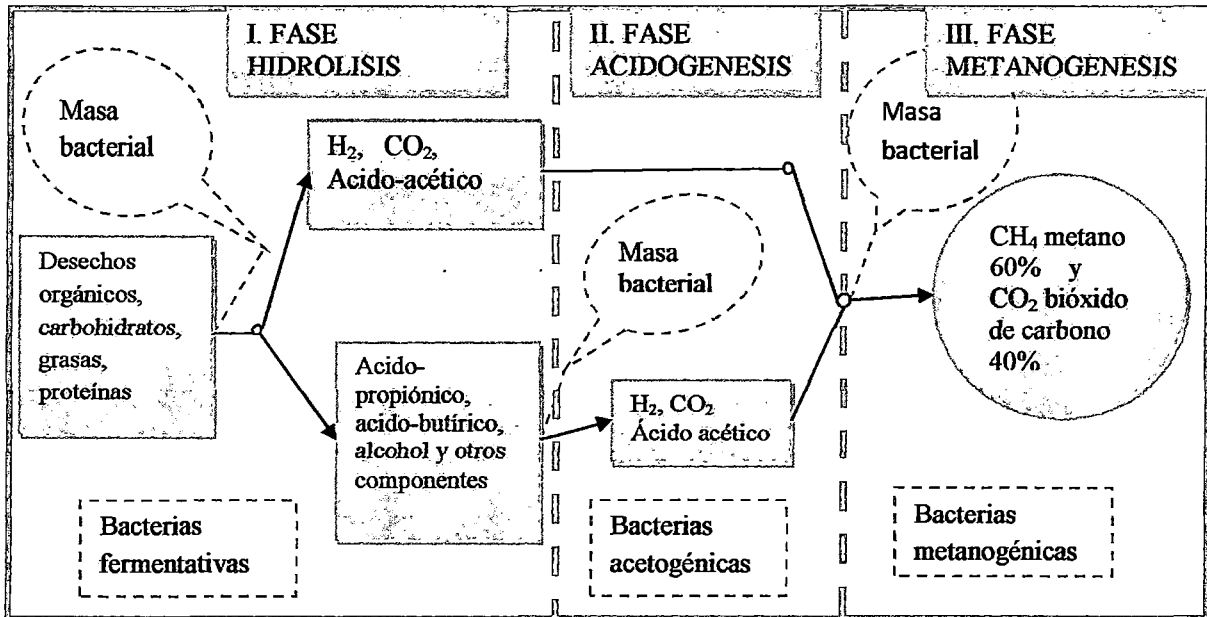 I. FASE
HIDROLISIS
II. FASE
ACIDOGENESIS
III. FASE
METANOGENESIS
Masa
bacterial
H₂, CO₂,
Acido-acético
Masa
bacterial
Masa
bacterial
Desechos
orgánicos,
carbohidratos,
grasas,
proteínas
Acido-
propiónico,
acido-butírico,
alcohol y otros
componentes
H₂, CO₂
Ácido acético
CH₄ metano
60% y
CO₂ bióxido
de carbono
40%
Bacterias
fermentativas
Bacterias
acetogénicas
Bacterias
metanogénicas